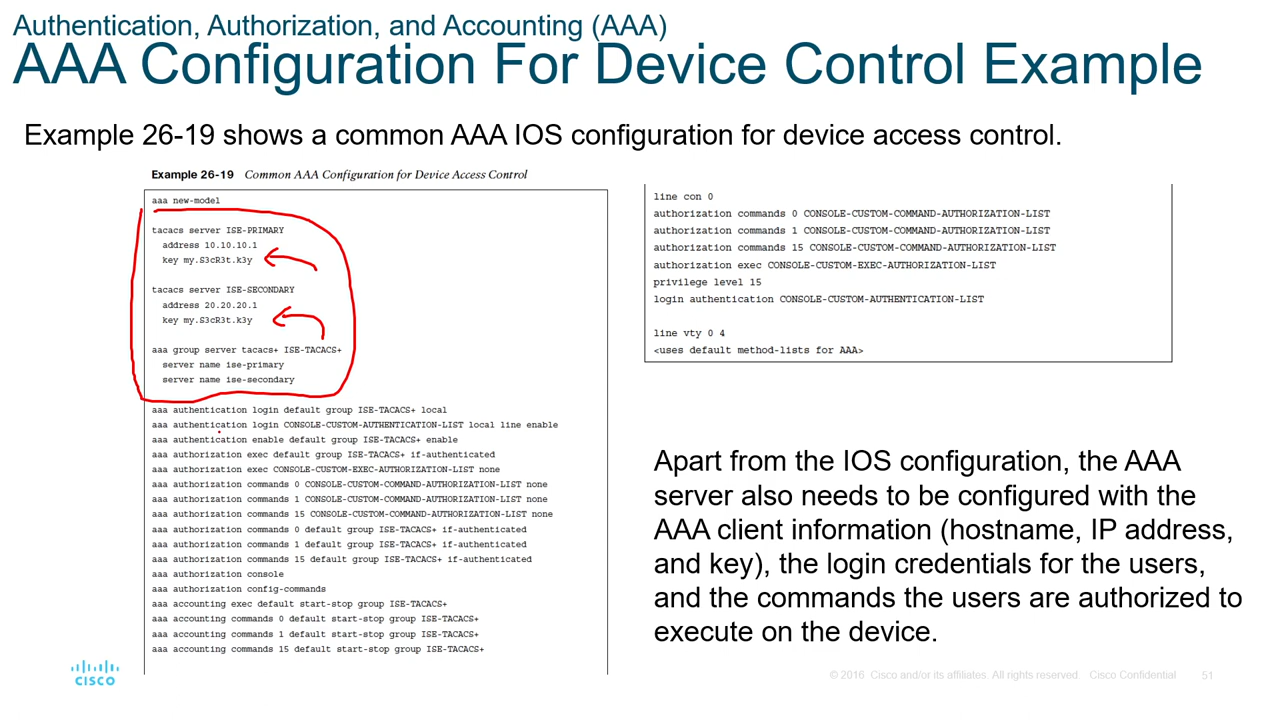 Authentication, Authorization, and Accounting (AAA)
AAA Configuration For Device Control Example
Example 26-19 shows a common AAA IOS configuration for device access control.
Example 26-19 Common AAA Configuration for Device Access Control
aaa new-model
tacacs server ISE-PRIMARY
address 10.10.10.1
key my.S3cR3t.k3y
tacacs server ISE-SECONDARY
address 20.20.20.1
key my.S3cR3t.k3y
aaa group server tacacs+ ISE-TACACS+
server name ise-primary
server name ise-secondary
aaa authentication login default group ISE-TACACS+ local
aaa authentication login CONSOLE-CUSTOM-AUTHENTICATION-LIST local line enable
aaa authentication enable default group ISE-TACACS+ enable
aaa authorization exec default group ISE-TACACS+ if-authenticated
aaa authorization exec CONSOLE-CUSTOM-EXEC-AUTHORIZATION-LIST none
aaa authorization commands 0 CONSOLE-CUSTOM-COMMAND-AUTHORIZATION-LIST none
aaa authorization commands 1 CONSOLE-CUSTOM-COMMAND-AUTHORIZATION-LIST none
aaa authorization commands 15 CONSOLE-CUSTOM-COMMAND-AUTHORIZATION-LIST none
aaa authorization commands 0 default group ISE-TACACS+ if-authenticated
aaa authorization commands 1 default group ISE-TACACS+ if-authenticated
aaa authorization commands 15 default group ISE-TACACS+ if-authenticated
aaa authorization console
aaa authorization config-commands
aaa accounting exec default start-stop group ISE-TACACS+
aaa accounting commands 0 default start-stop group ISE-TACACS+
aaa accounting commands 1 default start-stop group ISE-TACACS+
aaa accounting commands 15 default start-stop group ISE-TACACS+
line con 0
authorization commands 0 CONSOLE-CUSTOM-COMMAND-AUTHORIZATION-LIST
authorization commands 1 CONSOLE-CUSTOM-COMMAND-AUTHORIZATION-LIST
authorization commands 15 CONSOLE-CUSTOM-COMMAND-AUTHORIZATION-LIST
authorization exec CONSOLE-CUSTOM-EXEC-AUTHORIZATION-LIST
privilege level 15
login authentication CONSOLE-CUSTOM-AUTHENTICATION-LIST
line vty 0 4
<uses default method-lists for AAA>
Apart from the IOS configuration, the AAA
server also needs to be configured with the
AAA client information (hostname, IP address,
and key), the login credentials for the users,
and the commands the users are authorized to
execute on the device.
CISCO
© 2016 Cisco and/or its affiliates. All rights reserved. Cisco Confidential 51